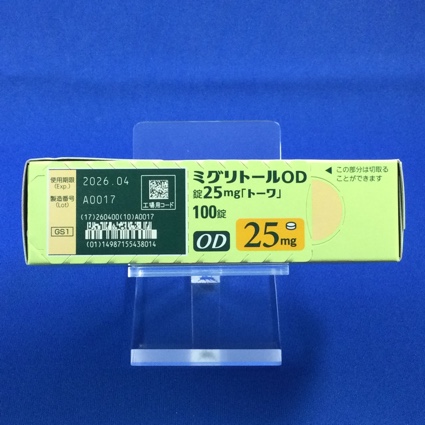 使用期限
(Exp.)
2026.04
製造番号
(Lot)
A0017
工場用コード
(17)260400(10)A0017
GS1
(01)14987155438014
ミグリトールOD
錠25mg「トーワ」
100錠
OD
25mg
◀ この部分は切取る
ことができます